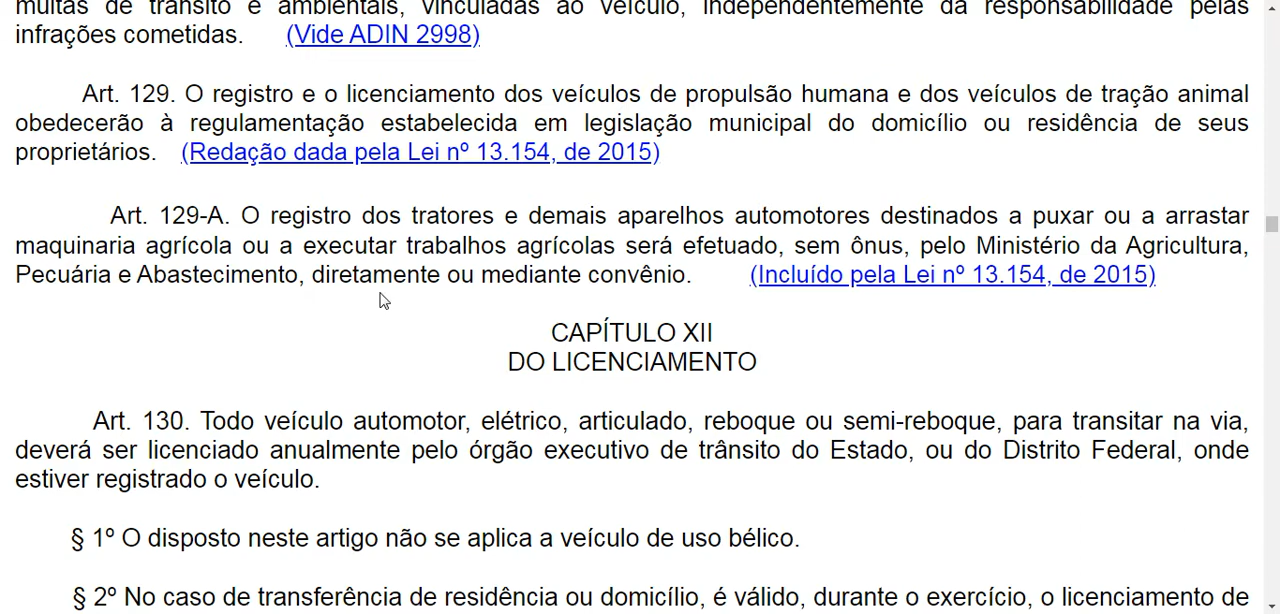 multas de trânsito e ambientais, vinculadas ao veículo, independentemente da responsabilidade pelas
infrações cometidas. (Vide ADIN 2998)
Art. 129. O registro e o licenciamento dos veículos de propulsão humana e dos veículos de tração animal
obedecerão à regulamentação estabelecida em legislação municipal do domicílio ou residência de seus
proprietários. (Redação dada pela Lei nº 13.154, de 2015)
Art. 129-A. O registro dos tratores e demais aparelhos automotores destinados a puxar ou a arrastar
maquinaria agrícola ou a executar trabalhos agrícolas será efetuado, sem ônus, pelo Ministério da Agricultura,
Pecuária e Abastecimento, diretamente ou mediante convênio. (Incluído pela Lei nº 13.154, de 2015)
CAPÍTULO XII
DO LICENCIAMENTO
Art. 130. Todo veículo automotor, elétrico, articulado, reboque ou semi-reboque, para transitar na via,
deverá ser licenciado anualmente pelo órgão executivo de trânsito do Estado, ou do Distrito Federal, onde
estiver registrado o veículo.
§ 1º O disposto neste artigo não se aplica a veículo de uso bélico.
§ 2º No caso de transferência de residência ou domicílio, é válido, durante o exercício, o licenciamento de